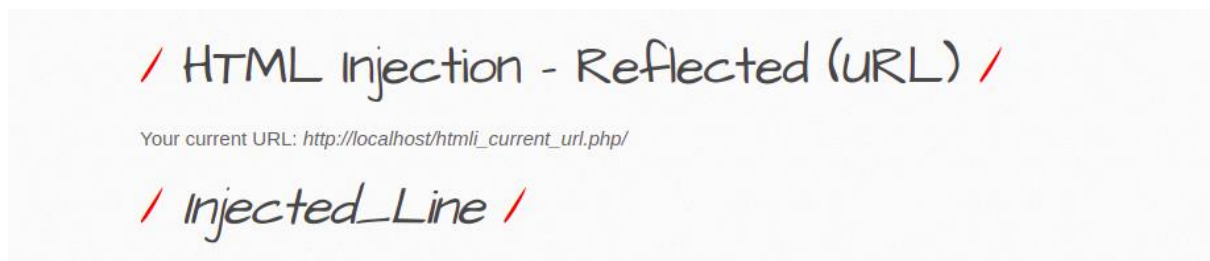 / HTML Injection - Reflected (URL) /
Your current URL: http://localhost/htmli_current_url.php/
/ Injected_Line /